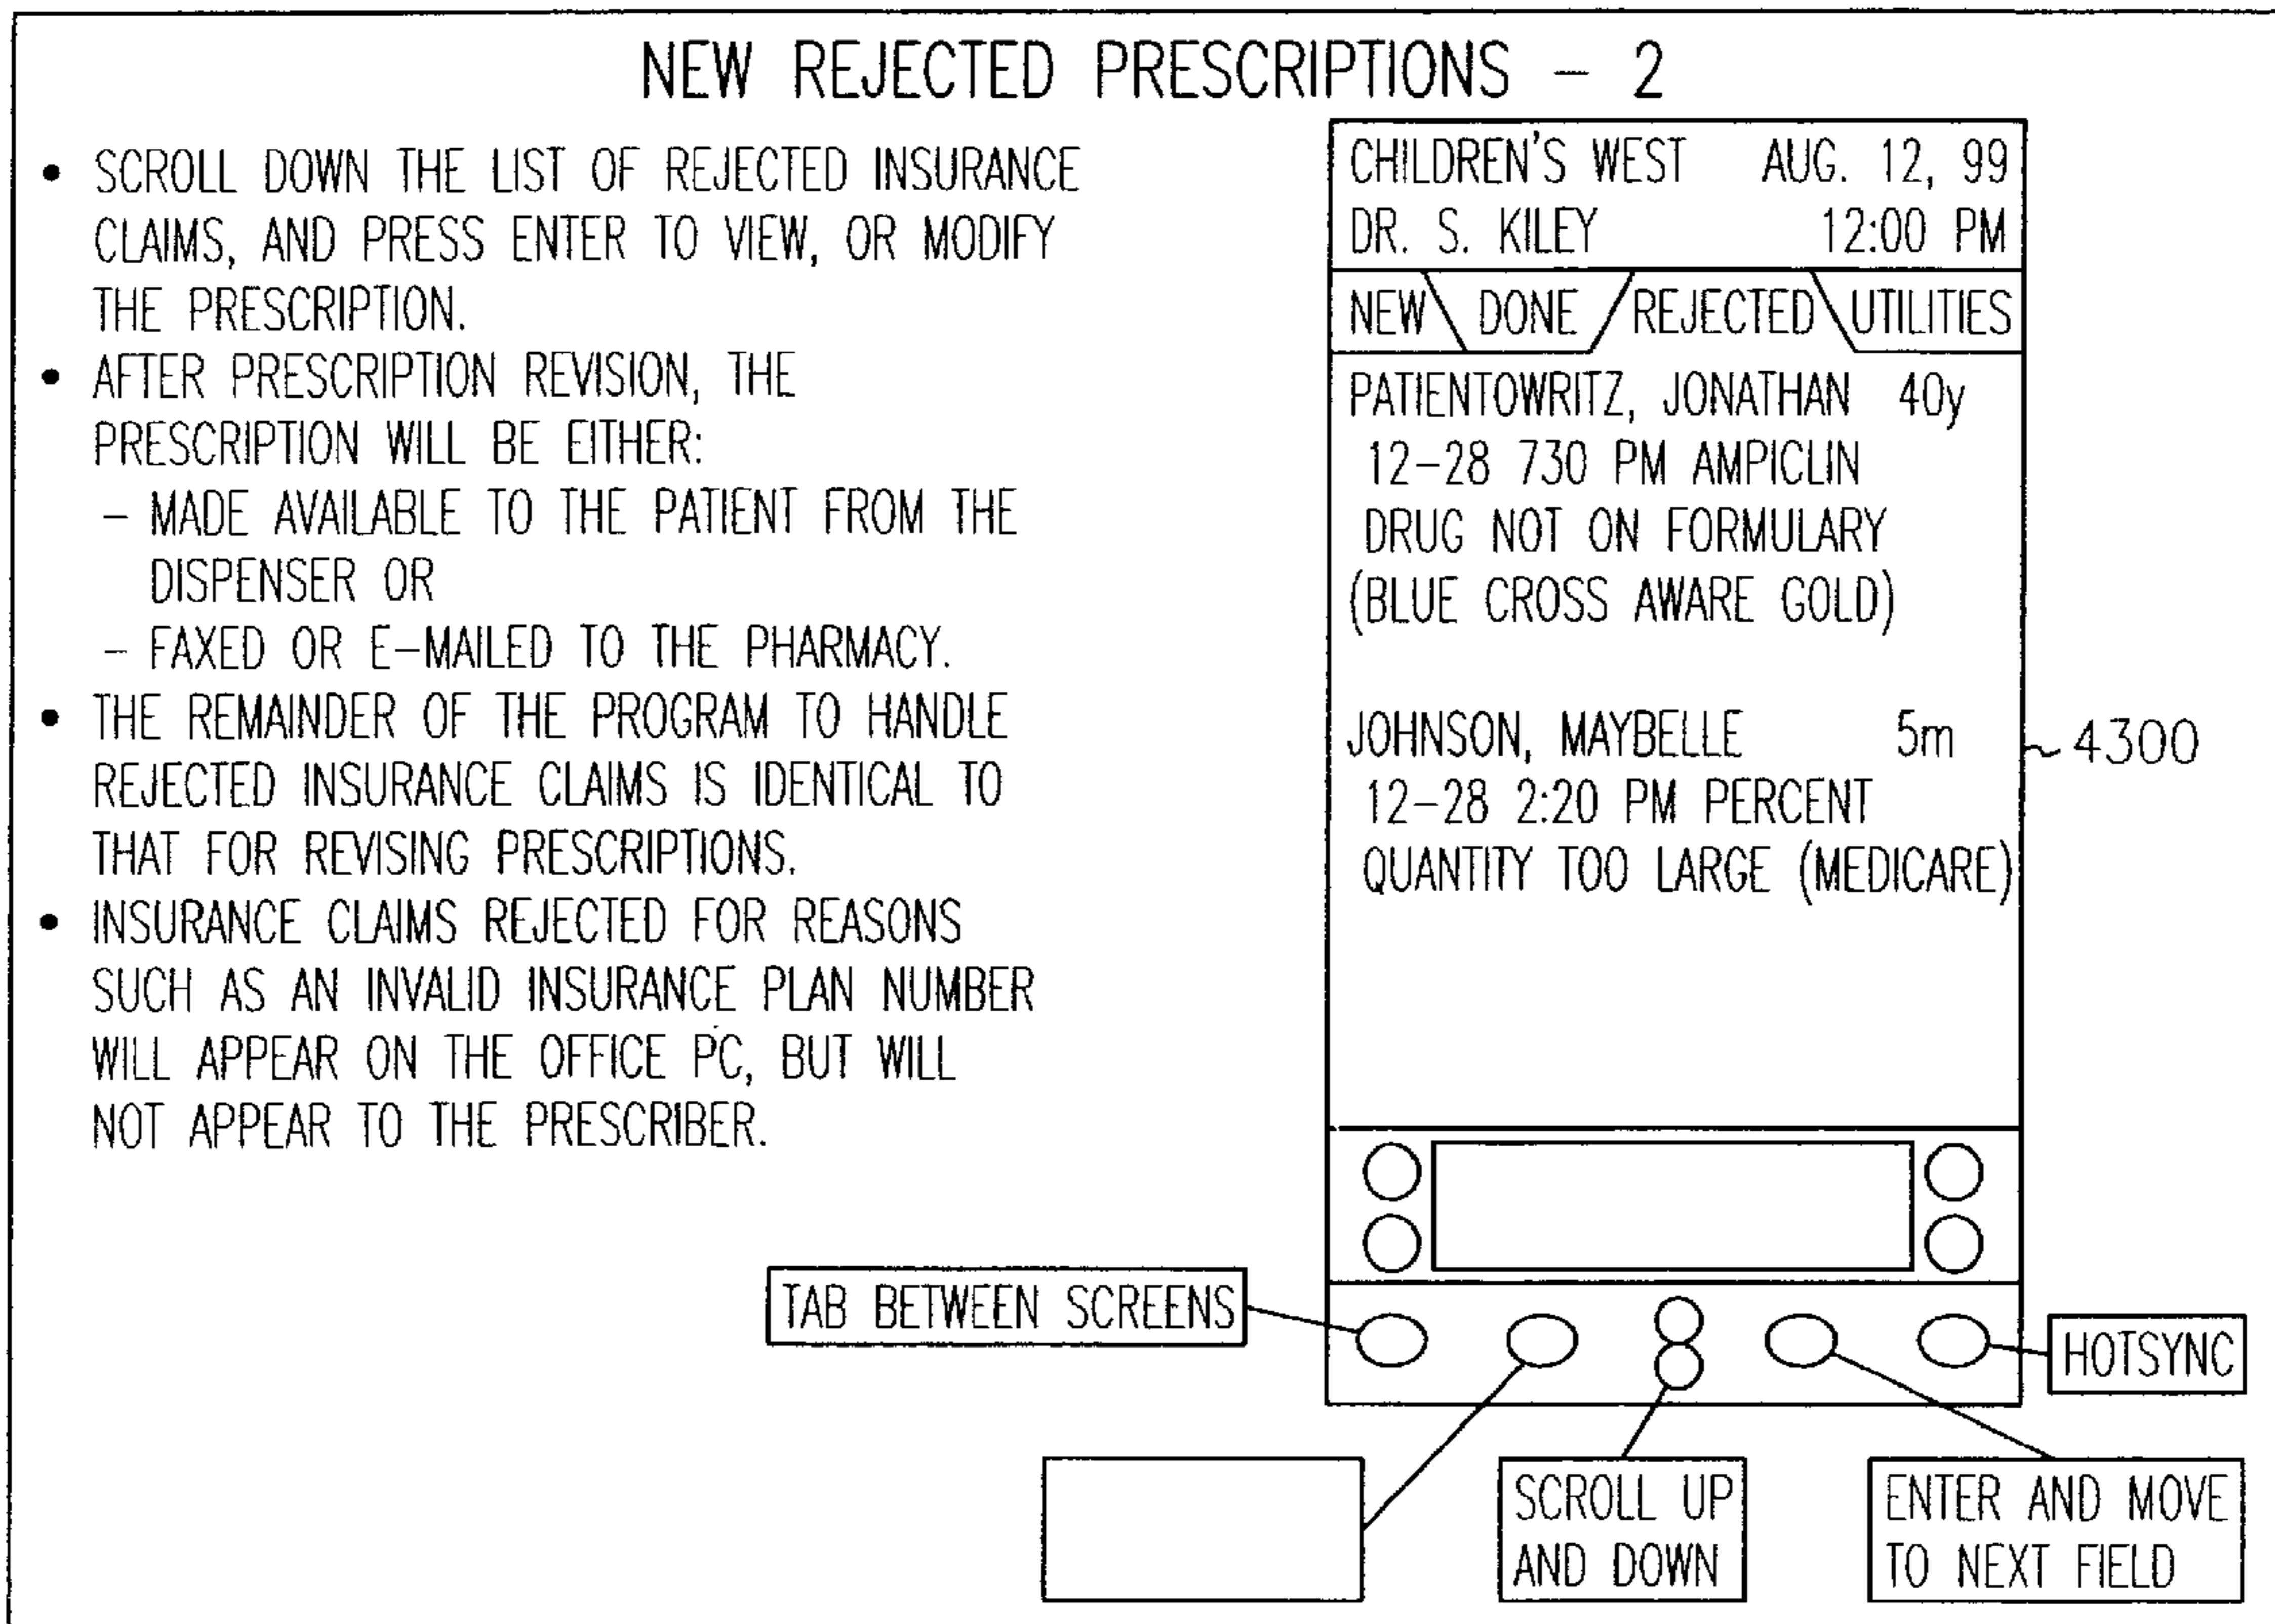 NEW REJECTED PRESCRIPTIONS – 2
• SCROLL DOWN THE LIST OF REJECTED INSURANCE
CLAIMS, AND PRESS ENTER TO VIEW, OR MODIFY
THE PRESCRIPTION.
• AFTER PRESCRIPTION REVISION, THE
PRESCRIPTION WILL BE EITHER:
– MADE AVAILABLE TO THE PATIENT FROM THE
DISPENSER OR
– FAXED OR E–MAILED TO THE PHARMACY.
• THE REMAINDER OF THE PROGRAM TO HANDLE
REJECTED INSURANCE CLAIMS IS IDENTICAL TO
THAT FOR REVISING PRESCRIPTIONS.
• INSURANCE CLAIMS REJECTED FOR REASONS
SUCH AS AN INVALID INSURANCE PLAN NUMBER
WILL APPEAR ON THE OFFICE PC, BUT WILL
NOT APPEAR TO THE PRESCRIBER.
CHILDREN'S WEST AUG. 12, 99
DR. S. KILEY 12:00 PM
NEW DONE REJECTED UTILITIES
PATIENTOWRITZ, JONATHAN 40y
12–28 730 PM AMPICLIN
DRUG NOT ON FORMULARY
(BLUE CROSS AWARE GOLD)
JOHNSON, MAYBELLE 5m
12–28 2:20 PM PERCENT
QUANTITY TOO LARGE (MEDICARE)
4300
TAB BETWEEN SCREENS
HOTSYNC
SCROLL UP
AND DOWN
ENTER AND MOVE
TO NEXT FIELD